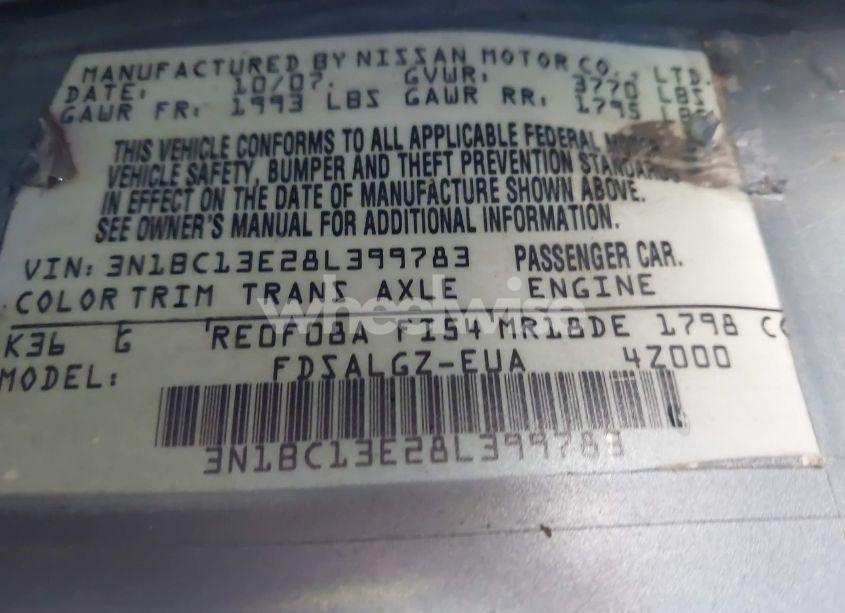 MANUFACTURED BY NISSAN MOTOR CO., LTD.
DATE: 10/07. GVWR: 3770 LBS
GAWR FR: 1993 LBS GAWR RR: 1795
THIS VEHICLE CONFORMS TO ALL APPLICABLE FEDERAL
VEHICLE SAFETY, BUMPER AND THEFT PREVENTION STANDARDS
IN EFFECT ON THE DATE OF MANUFACTURE SHOWN ABOVE.
SEE OWNER'S MANUAL FOR ADDITIONAL INFORMATION.
VIN: 3N1BC13E28L399783 PASSENGER CAR.
COLOR TRIM TRANS AXLE ENGINE
wheelwise
K36 G RE0F08A FI54 MR18DE 1798 CC
MODEL: FDSALGZ-EUA 4Z000
3N1BC13E28L399783